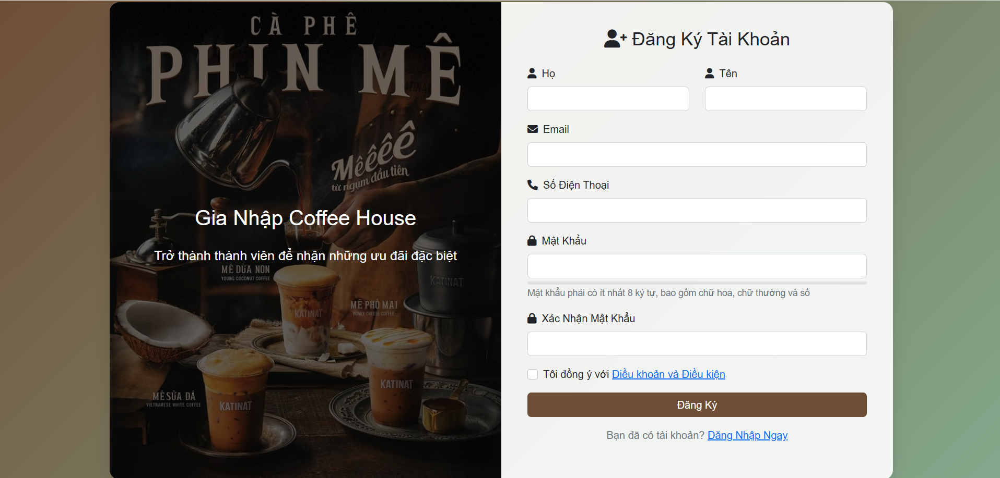 CÀ PHÊ
PHIN MÊ
KATINAT
Mêêêê
từ ngụm đầu tiên
Gia Nhập Coffee House
Trở thành thành viên để nhận những ưu đãi đặc biệt
MÊ DỪA NON
YOUNG COCONUT COFFEE
KATINAT
MÊ PHÔ MAI
HONEY CHEESE COFFEE
KATINAT
KATINAT
MÊ SỮA ĐÁ
VIETNAMESE WHITE COFFEE
KATINAT
Đăng Ký Tài Khoản
Họ
Tên
Email
Số Điện Thoại
Mật Khẩu
Mật khẩu phải có ít nhất 8 ký tự, bao gồm chữ hoa, chữ thường và số
Xác Nhận Mật Khẩu
Tôi đồng ý với Điều khoản và Điều kiện
Đăng Ký
Bạn đã có tài khoản? Đăng Nhập Ngay